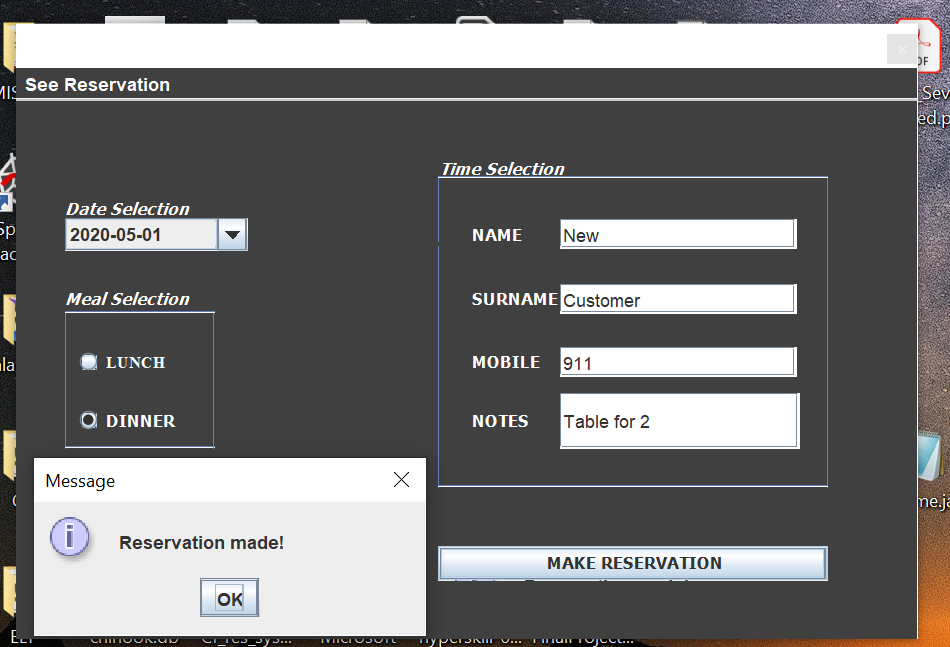 See Reservation
Time Selection
Date Selection
2020-05-01
NAME
New
Meal Selection
SURNAME
Customer
LUNCH
MOBILE
911
DINNER
NOTES
Table for 2
Message
Reservation made!
OK
MAKE RESERVATION